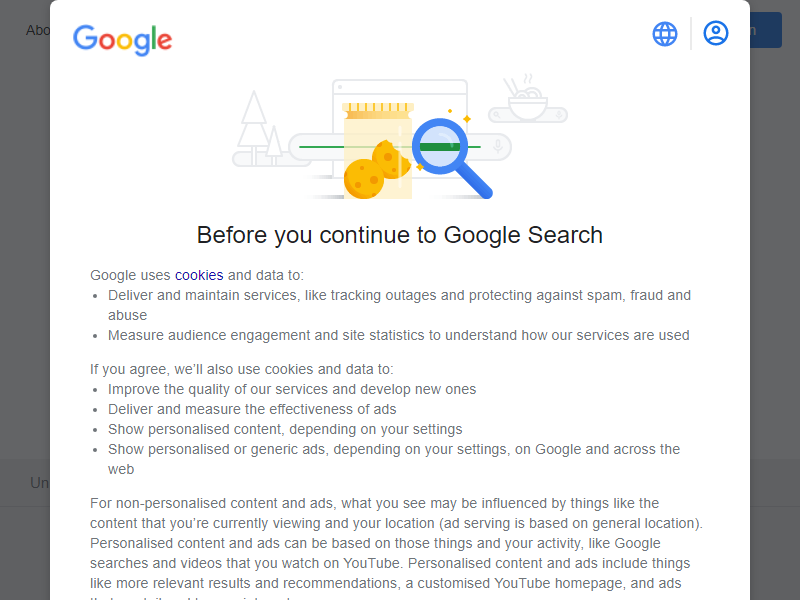 Abo
Google
n
Before you continue to Google Search
Google uses cookies and data to:
• Deliver and maintain services, like tracking outages and protecting against spam, fraud and
abuse
• Measure audience engagement and site statistics to understand how our services are used
If you agree, we’ll also use cookies and data to:
• Improve the quality of our services and develop new ones
• Deliver and measure the effectiveness of ads
• Show personalised content, depending on your settings
• Show personalised or generic ads, depending on your settings, on Google and across the
web
Un
For non-personalised content and ads, what you see may be influenced by things like the
content that you’re currently viewing and your location (ad serving is based on general location).
Personalised content and ads can be based on those things and your activity, like Google
searches and videos that you watch on YouTube. Personalised content and ads include things
like more relevant results and recommendations, a customised YouTube homepage, and ads